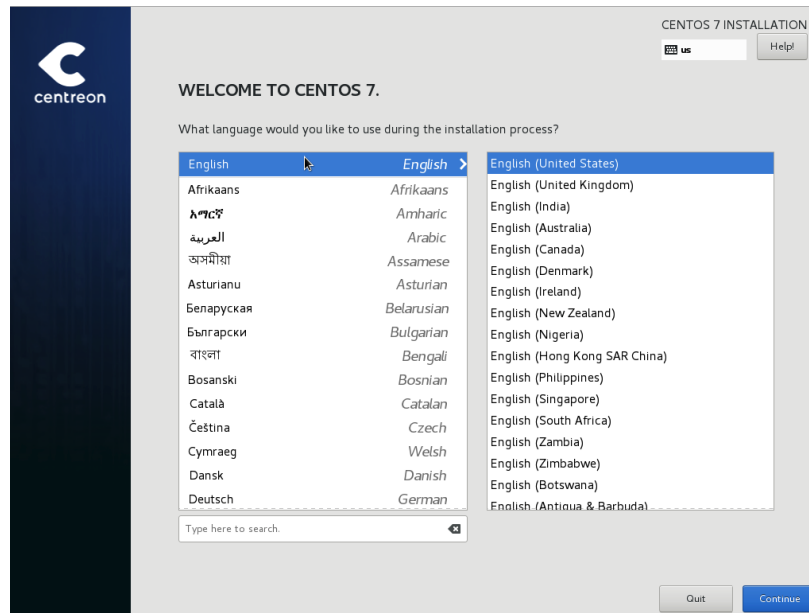 centreon
CENTOS 7 INSTALLATION
us
Help!
WELCOME TO CENTOS 7.
What language would you like to use during the installation process?
English English
Afrikaans Afrikaans
አማርኛ Amharic
العربية Arabic
অসমীয়া Assamese
Asturianu Asturian
Беларуская Belarusian
Български Bulgarian
বাংলা Bengali
Bosanski Bosnian
Català Catalan
Čeština Czech
Cymraeg Welsh
Dansk Danish
Deutsch German
Type here to search.
English (United States)
English (United Kingdom)
English (India)
English (Australia)
English (Canada)
English (Denmark)
English (Ireland)
English (New Zealand)
English (Nigeria)
English (Hong Kong SAR China)
English (Philippines)
English (Singapore)
English (South Africa)
English (Zambia)
English (Zimbabwe)
English (Botswana)
English (Antigua & Barbuda)
Quit
Continue